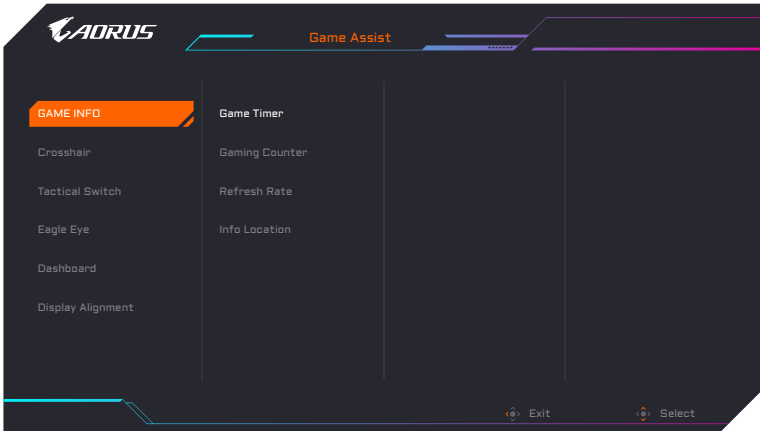 AORUS
Game Assist
GAME INFO
Game Timer
Crosshair
Gaming Counter
Tactical Switch
Refresh Rate
Eagle Eye
Info Location
Dashboard
Display Alignment
Exit
Select